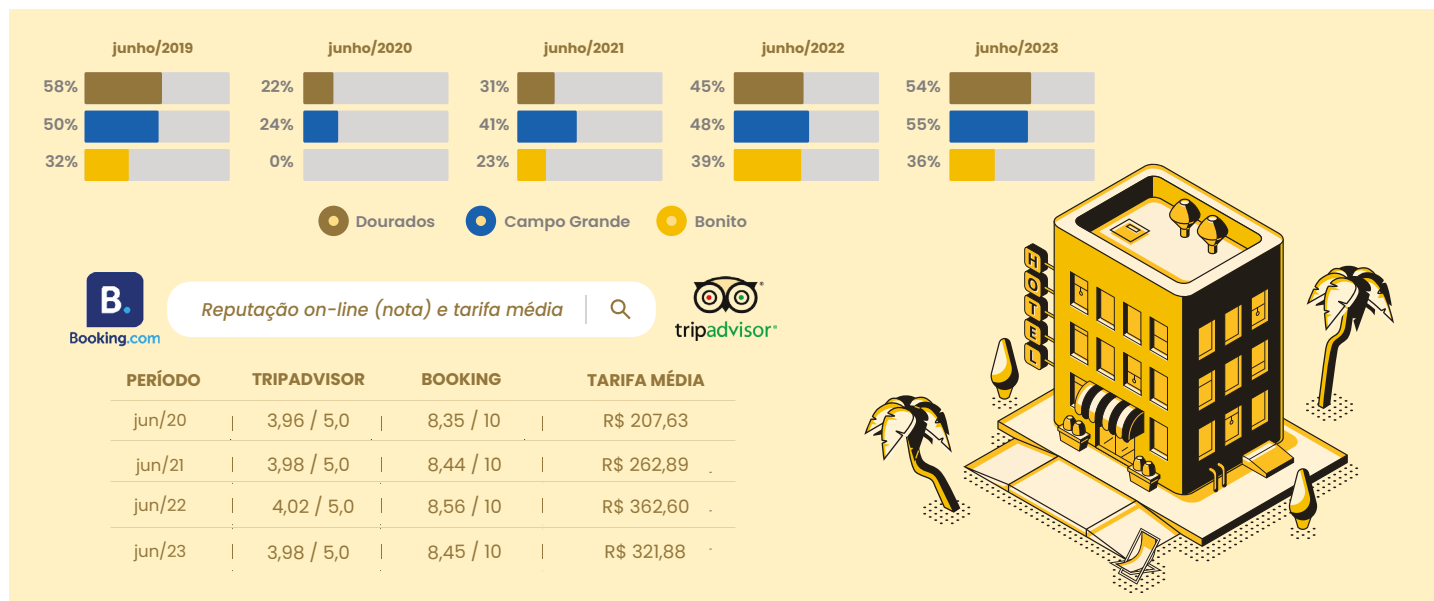 junho/2019 junho/2020 junho/2021 junho/2022 junho/2023
58% 22% 31% 45% 54%
50% 24% 41% 48% 55%
32% 0% 23% 39% 36%
Dourados Campo Grande Bonito
B.
Booking.com
Reputação on-line (nota) e tarifa média
tripadvisor®
HOTEL
PERÍODO TRIPADVISOR BOOKING TARIFA MÉDIA
jun/20 3,96 / 5,0 8,35 / 10 R$ 207,63
jun/21 3,98 / 5,0 8,44 / 10 R$ 262,89
jun/22 4,02 / 5,0 8,56 / 10 R$ 362,60
jun/23 3,98 / 5,0 8,45 / 10 R$ 321,88